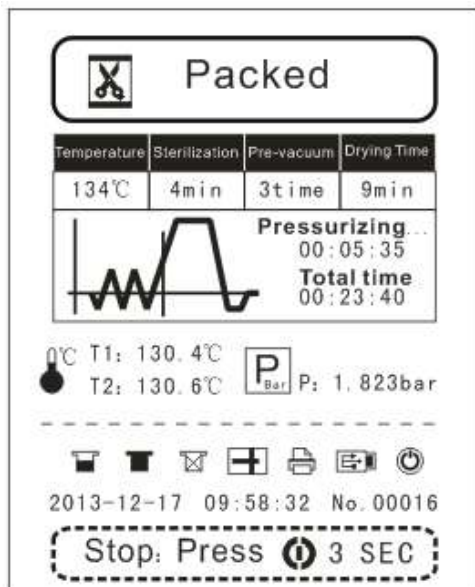 Packed
Temperature Sterilization Pre-vacuum Drying Time
134℃ 4min 3time 9min
Pressurizing...
00:05:35
Total time
00:23:40
℃ T1: 130.4℃
T2: 130.6℃
P Bar P: 1.823bar
2013-12-17 09:58:32 No.00016
Stop: Press 3 SEC